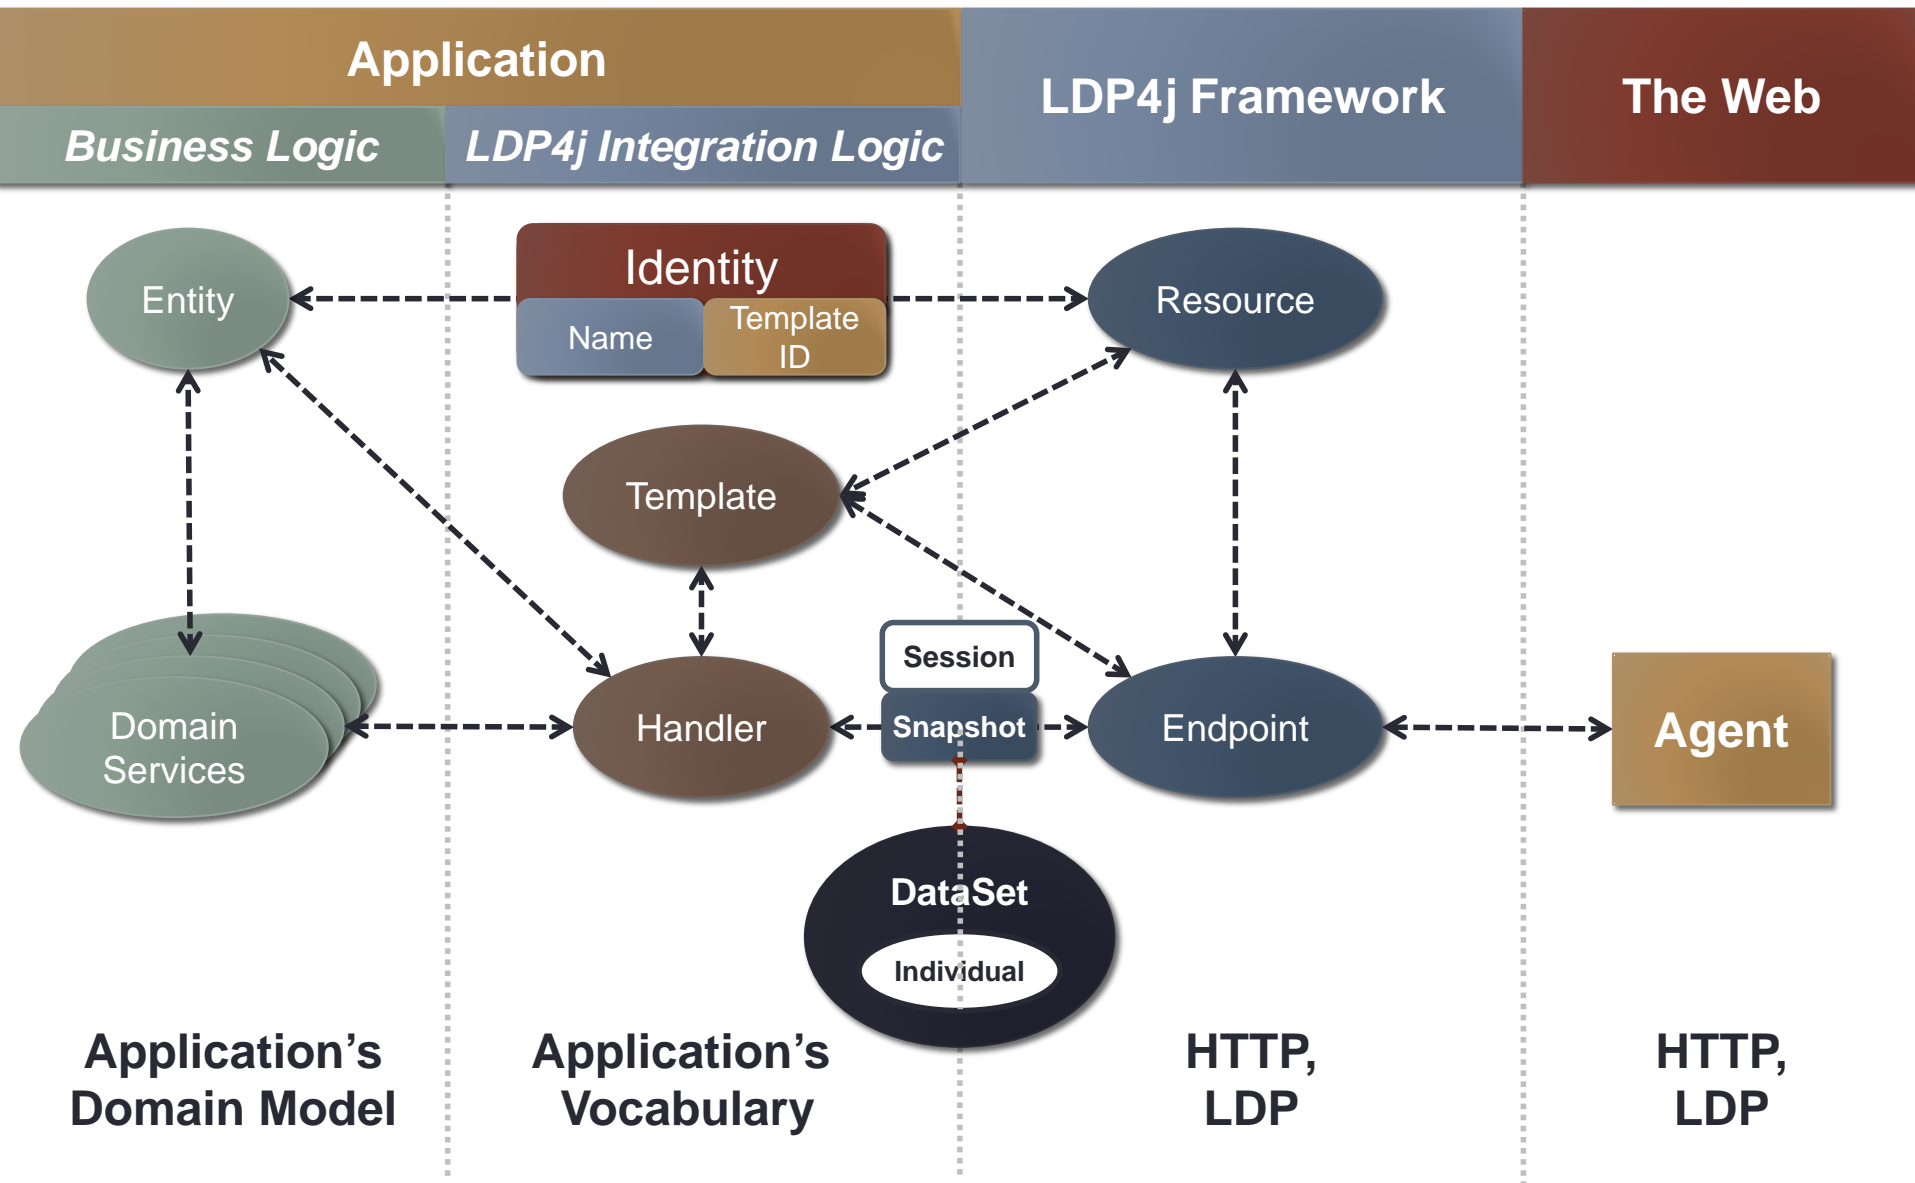 Application
LDP4j Framework
The Web
Business Logic
LDP4j Integration Logic
Entity
Identity
Name
Template
ID
Resource
Template
Session
Snapshot
Domain
Services
Handler
Endpoint
Agent
DataSet
Individual
Application’s
Domain Model
Application’s
Vocabulary
HTTP,
LDP
HTTP,
LDP